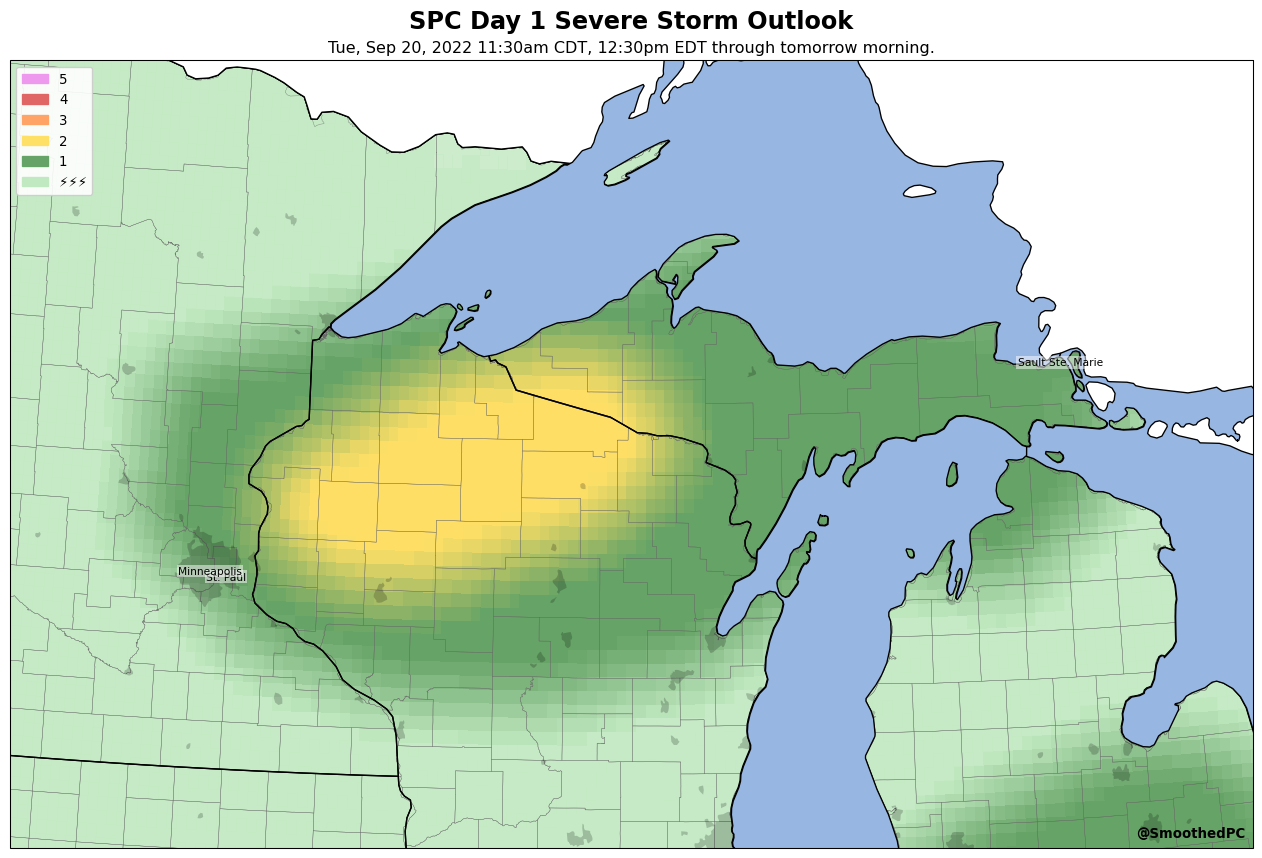 SPC Day 1 Severe Storm Outlook
Tue, Sep 20, 2022 11:30am CDT, 12:30pm EDT through tomorrow morning.
5
4
3
2
1
⚡⚡⚡
Sault Ste. Marie
Minneapolis
St. Paul
@SmoothedPC